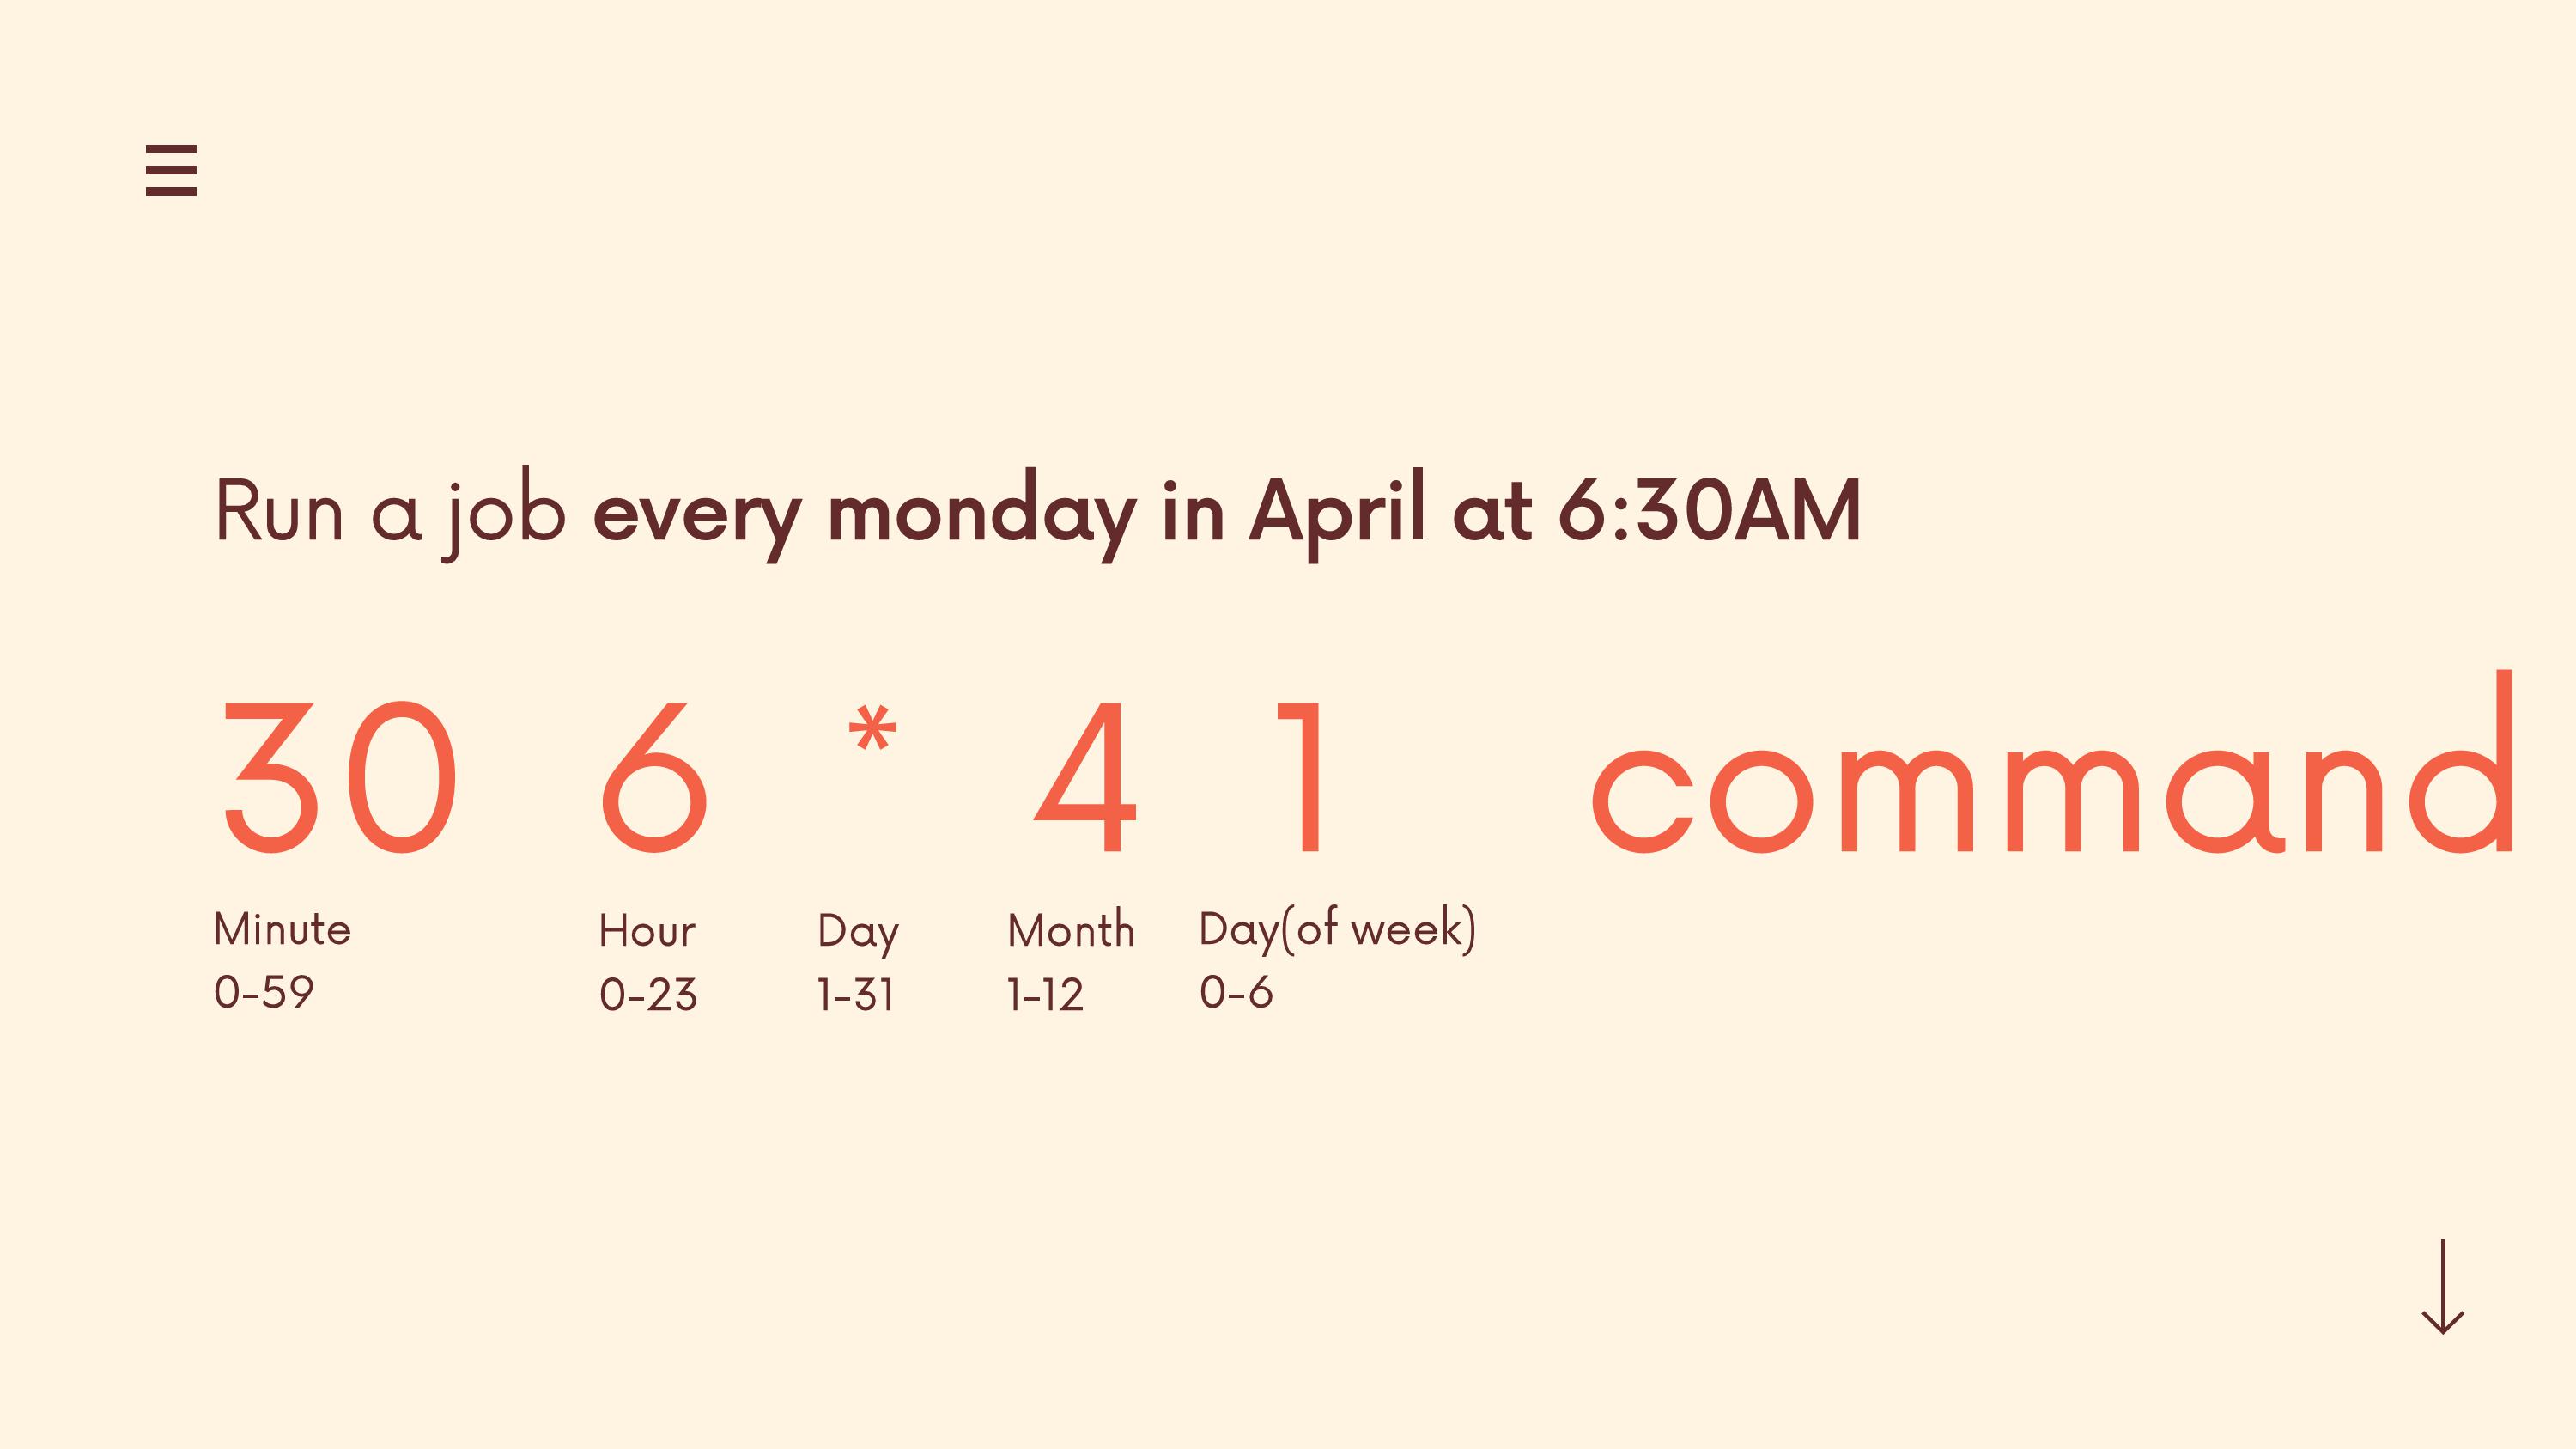 Run a job every monday in April at 6:30AM
30 6 * 4 1 command
Minute Hour Day Month Day(of week)
0-59 0-23 1-31 1-12 0-6